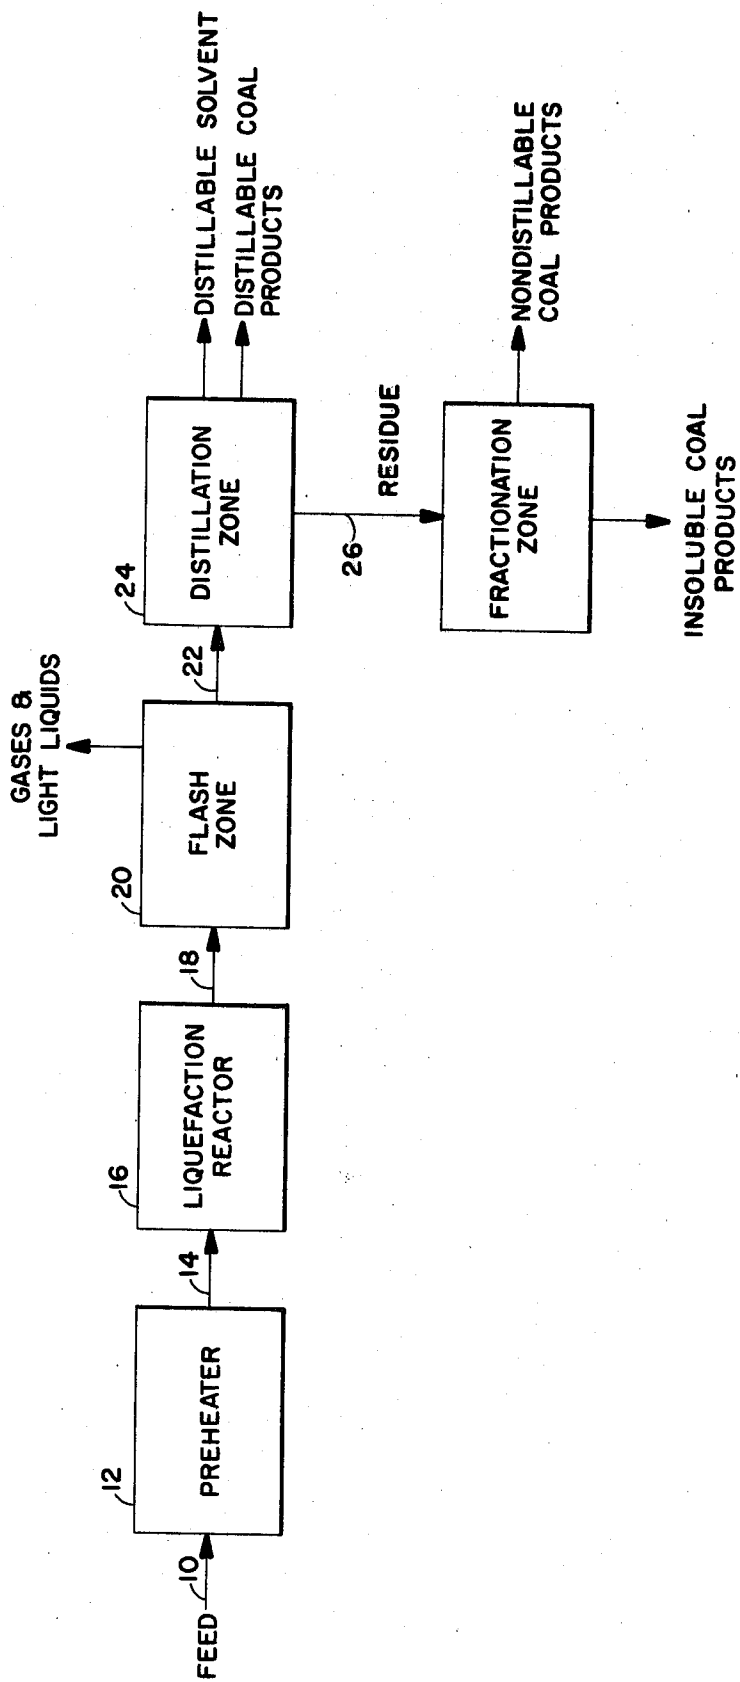 FEED
10
12
PREHEATER
14
16
LIQUEFACTION
REACTOR
18
20
FLASH
ZONE
GASES &
LIGHT LIQUIDS
22
24
DISTILLATION
ZONE
DISTILLABLE SOLVENT
DISTILLABLE COAL
PRODUCTS
26
RESIDUE
FRACTIONATION
ZONE
NONDISTILLABLE
COAL PRODUCTS
INSOLUBLE COAL
PRODUCTS